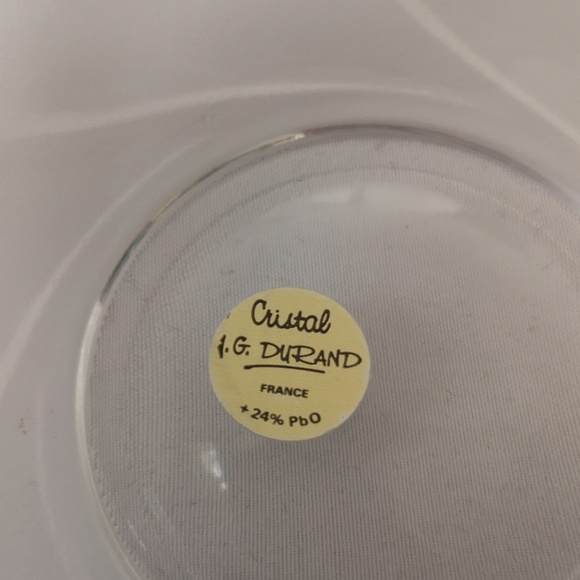 Cristal
J.G. DURAND
FRANCE
+24% PbO